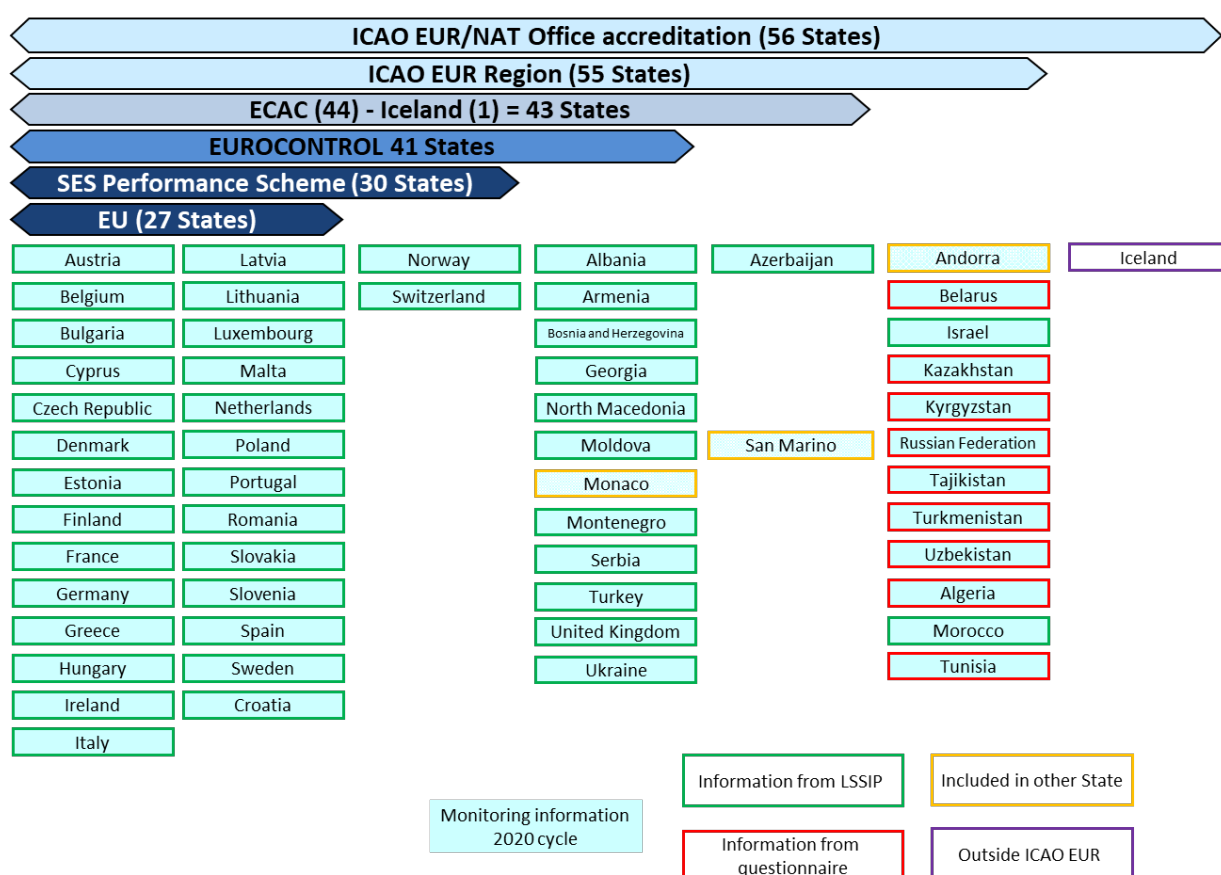 ICAO EUR/NAT Office accreditation (56 States)
ICAO EUR Region (55 States)
ECAC (44) - Iceland (1) = 43 States
EUROCONTROL 41 States
SES Performance Scheme (30 States)
EU (27 States)
Austria
Latvia
Norway
Albania
Azerbaijan
Andorra
Iceland
Belgium
Lithuania
Switzerland
Armenia
Belarus
Bulgaria
Luxembourg
Bosnia and Herzegovina
Israel
Cyprus
Malta
Georgia
Kazakhstan
Czech Republic
Netherlands
North Macedonia
Kyrgyzstan
Denmark
Poland
Moldova
San Marino
Russian Federation
Estonia
Portugal
Monaco
Tajikistan
Finland
Romania
Montenegro
Turkmenistan
France
Slovakia
Serbia
Uzbekistan
Germany
Slovenia
Turkey
Algeria
Greece
Spain
United Kingdom
Morocco
Hungary
Sweden
Ukraine
Tunisia
Ireland
Croatia
Italy
Information from LSSIP
Included in other State
Monitoring information
2020 cycle
Information from
questionnaire
Outside ICAO EUR